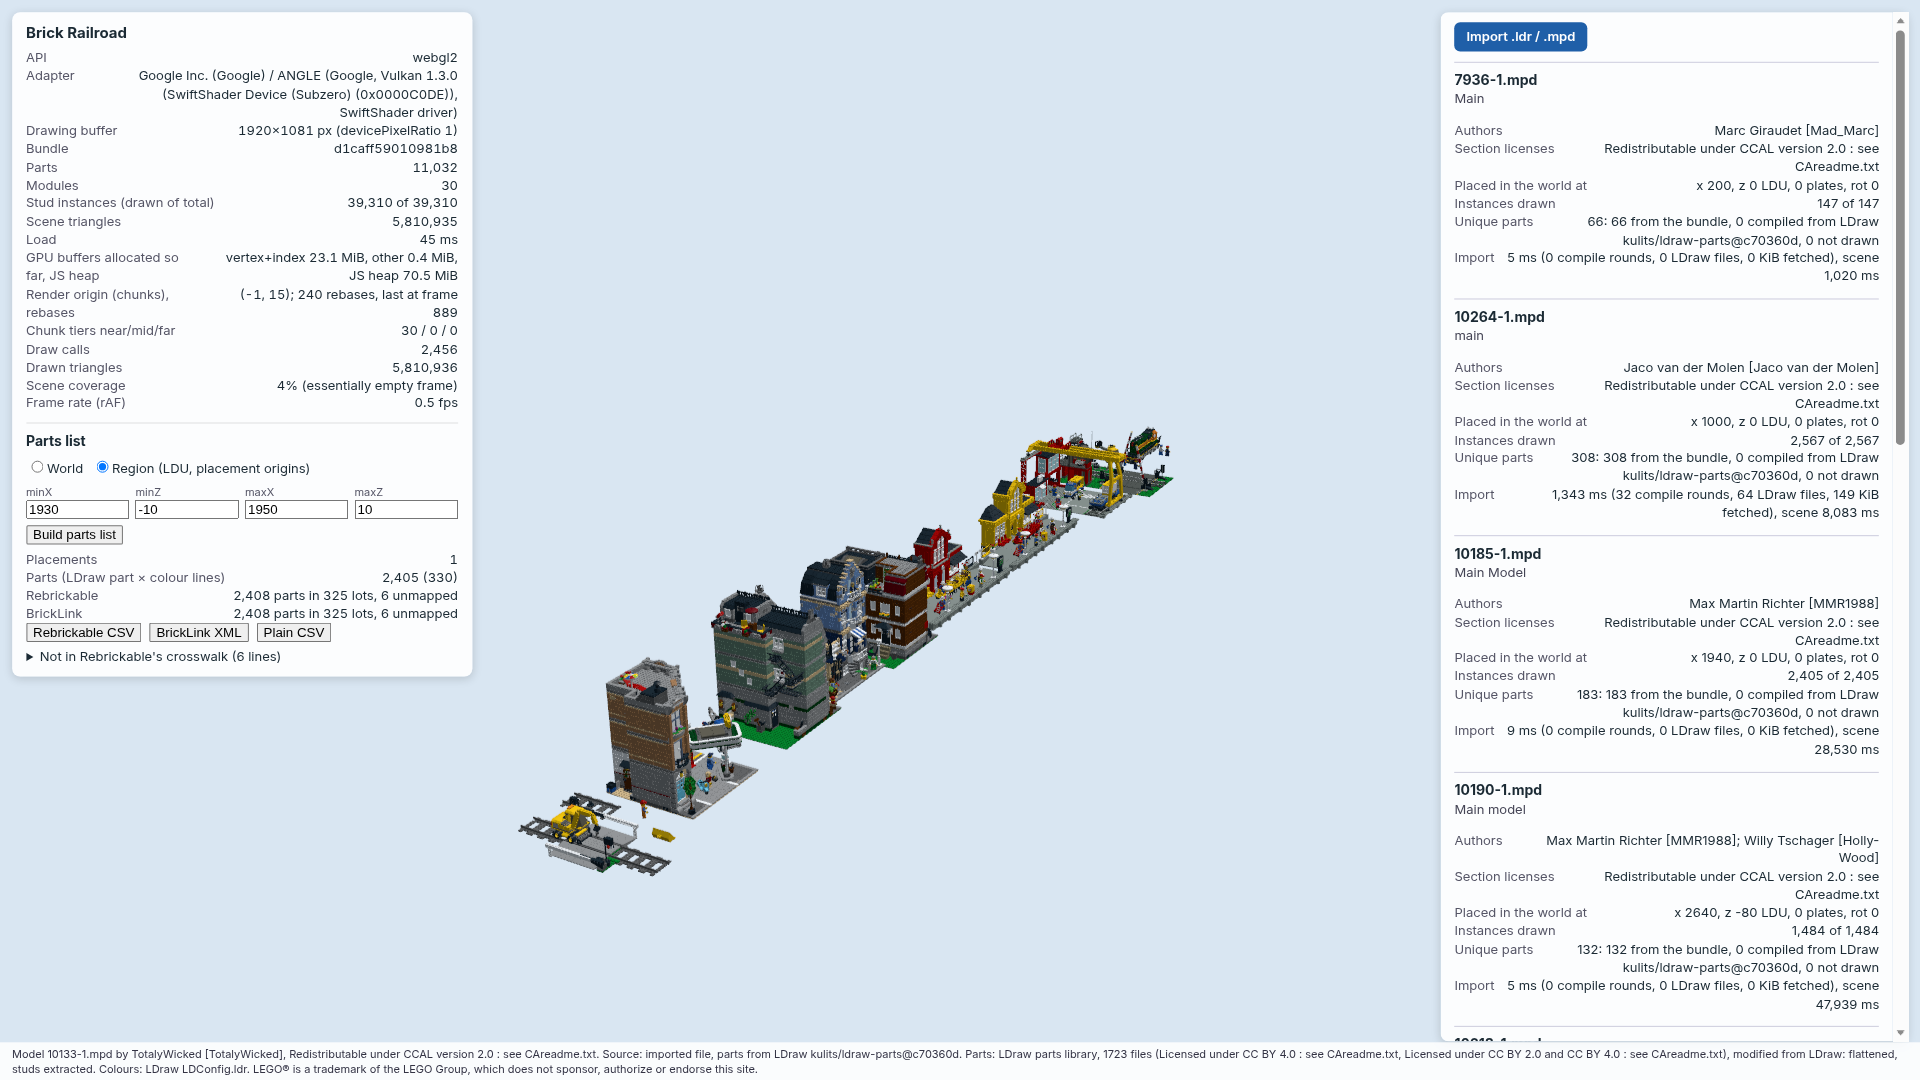 Brick Railroad
API webgl2
Adapter Google Inc. (Google) / ANGLE (Google, Vulkan 1.3.0
(SwiftShader Device (Subzero) (0x0000C0DE)),
SwiftShader driver)
Drawing buffer 1920×1081 px (devicePixelRatio 1)
Bundle d1caff59010981b8
Parts 11,032
Modules 30
Stud instances (drawn of total) 39,310 of 39,310
Scene triangles 5,810,935
Load 45 ms
GPU buffers allocated so vertex+index 23.1 MiB, other 0.4 MiB,
far, JS heap JS heap 70.5 MiB
Render origin (chunks), (-1, 15); 240 rebases, last at frame
rebases 889
Chunk tiers near/mid/far 30 / 0 / 0
Draw calls 2,456
Drawn triangles 5,810,936
Scene coverage 4% (essentially empty frame)
Frame rate (rAF) 0.5 fps
Parts list
World Region (LDU, placement origins)
minX minZ maxX maxZ
1930 -10 1950 10
Build parts list
Placements 1
Parts (LDraw part × colour lines) 2,405 (330)
Rebrickable 2,408 parts in 325 lots, 6 unmapped
BrickLink 2,408 parts in 325 lots, 6 unmapped
Rebrickable CSV BrickLink XML Plain CSV
▶ Not in Rebrickable's crosswalk (6 lines)
Import .ldr / .mpd
7936-1.mpd
Main
Authors Marc Giraudet [Mad_Marc]
Section licenses Redistributable under CCAL version 2.0 : see
CAreadme.txt
Placed in the world at x 200, z 0 LDU, 0 plates, rot 0
Instances drawn 147 of 147
Unique parts 66: 66 from the bundle, 0 compiled from LDraw
kulits/ldraw-parts@c70360d, 0 not drawn
Import 5 ms (0 compile rounds, 0 LDraw files, 0 KiB fetched), scene
1,020 ms
10264-1.mpd
main
Authors Jaco van der Molen [Jaco van der Molen]
Section licenses Redistributable under CCAL version 2.0 : see
CAreadme.txt
Placed in the world at x 1000, z 0 LDU, 0 plates, rot 0
Instances drawn 2,567 of 2,567
Unique parts 308: 308 from the bundle, 0 compiled from LDraw
kulits/ldraw-parts@c70360d, 0 not drawn
Import 1,343 ms (32 compile rounds, 64 LDraw files, 149 KiB
fetched), scene 8,083 ms
10185-1.mpd
Main Model
Authors Max Martin Richter [MMR1988]
Section licenses Redistributable under CCAL version 2.0 : see
CAreadme.txt
Placed in the world at x 1940, z 0 LDU, 0 plates, rot 0
Instances drawn 2,405 of 2,405
Unique parts 183: 183 from the bundle, 0 compiled from LDraw
kulits/ldraw-parts@c70360d, 0 not drawn
Import 9 ms (0 compile rounds, 0 LDraw files, 0 KiB fetched), scene
28,530 ms
10190-1.mpd
Main model
Authors Max Martin Richter [MMR1988]; Willy Tschager [Holly-
Wood]
Section licenses Redistributable under CCAL version 2.0 : see
CAreadme.txt
Placed in the world at x 2640, z -80 LDU, 0 plates, rot 0
Instances drawn 1,484 of 1,484
Unique parts 132: 132 from the bundle, 0 compiled from LDraw
kulits/ldraw-parts@c70360d, 0 not drawn
Import 5 ms (0 compile rounds, 0 LDraw files, 0 KiB fetched), scene
47,939 ms
Model 10133-1.mpd by TotalyWicked [TotalyWicked], Redistributable under CCAL version 2.0 : see CAreadme.txt. Source: imported file, parts from LDraw kulits/ldraw-parts@c70360d. Parts: LDraw parts library, 1723 files (Licensed under CC BY 4.0 : see CAreadme.txt, Licensed under CC BY 2.0 and CC BY 4.0 : see CAreadme.txt), modified from LDraw: flattened,
studs extracted. Colours: LDraw LDConfig.ldr. LEGO® is a trademark of the LEGO Group, which does not sponsor, authorize or endorse this site.